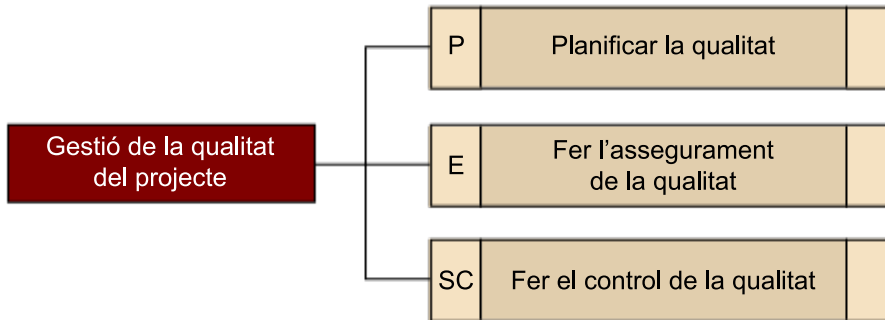 Gestió de la qualitat
del projecte
P
Planificar la qualitat
E
Fer l’assegurament
de la qualitat
SC
Fer el control de la qualitat